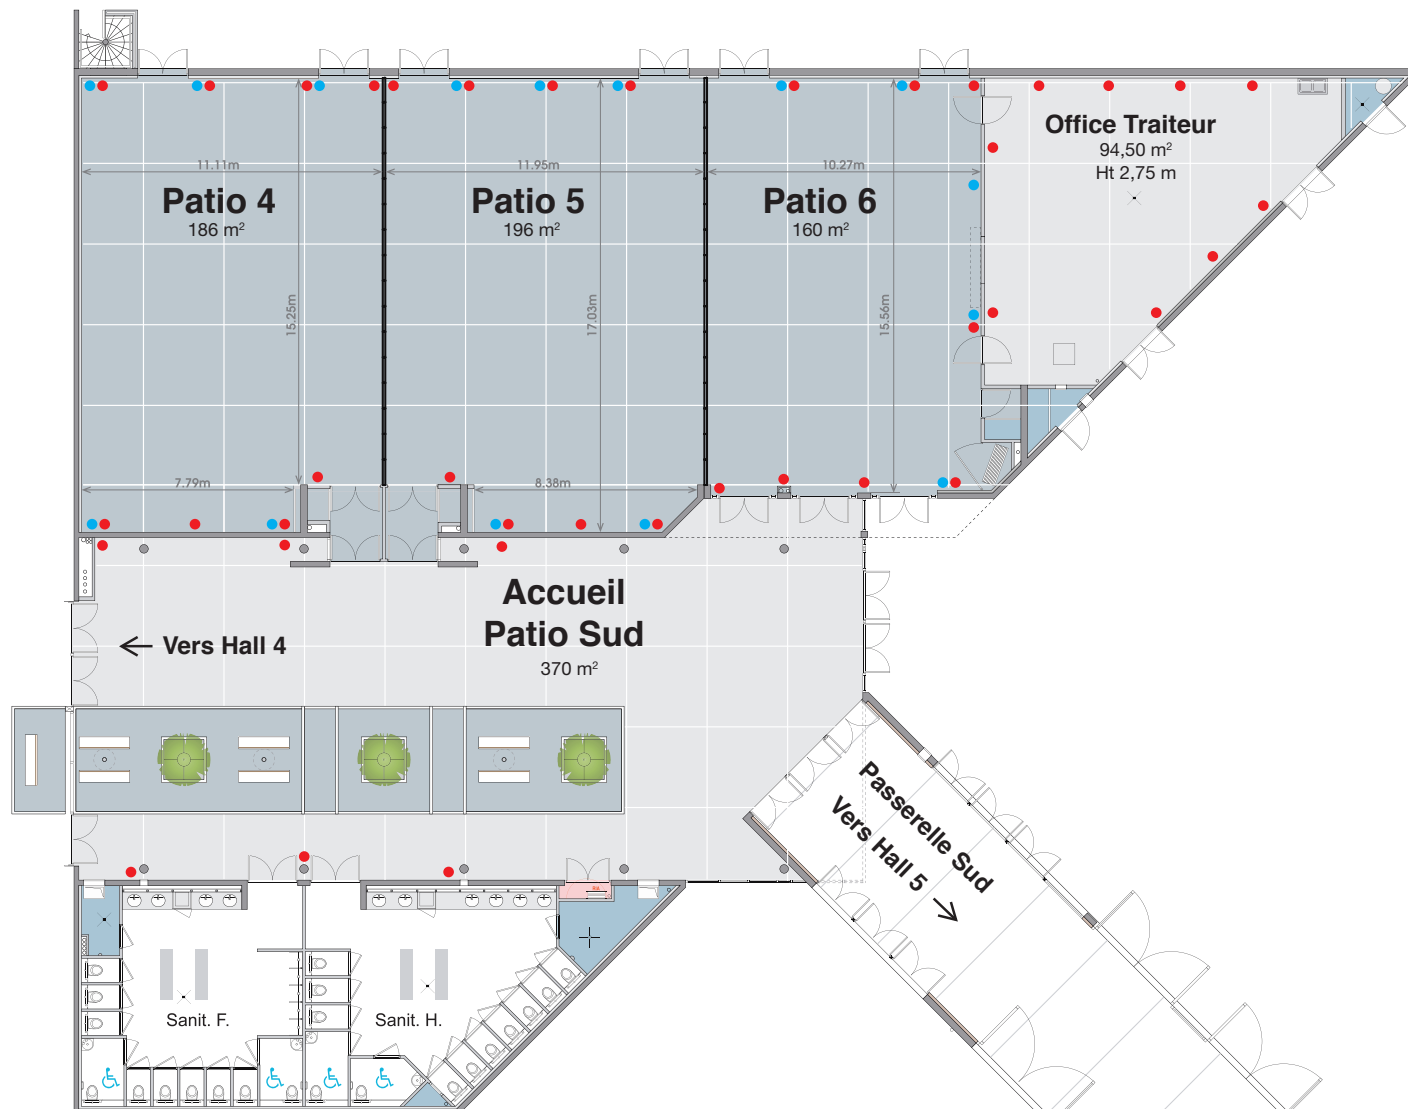 Office Traiteur
94,50 m²
Ht 2,75 m
11.11m
11.95m
10.27m
Patio 4
186 m²
Patio 5
196 m²
Patio 6
160 m²
15.25m
17.03m
15.56m
7.79m
8.38m
Accueil
Patio Sud
370 m²
← Vers Hall 4
Passerelle Sud
Vers Hall 5 →
RIA
Sanit. F.
Sanit. H.